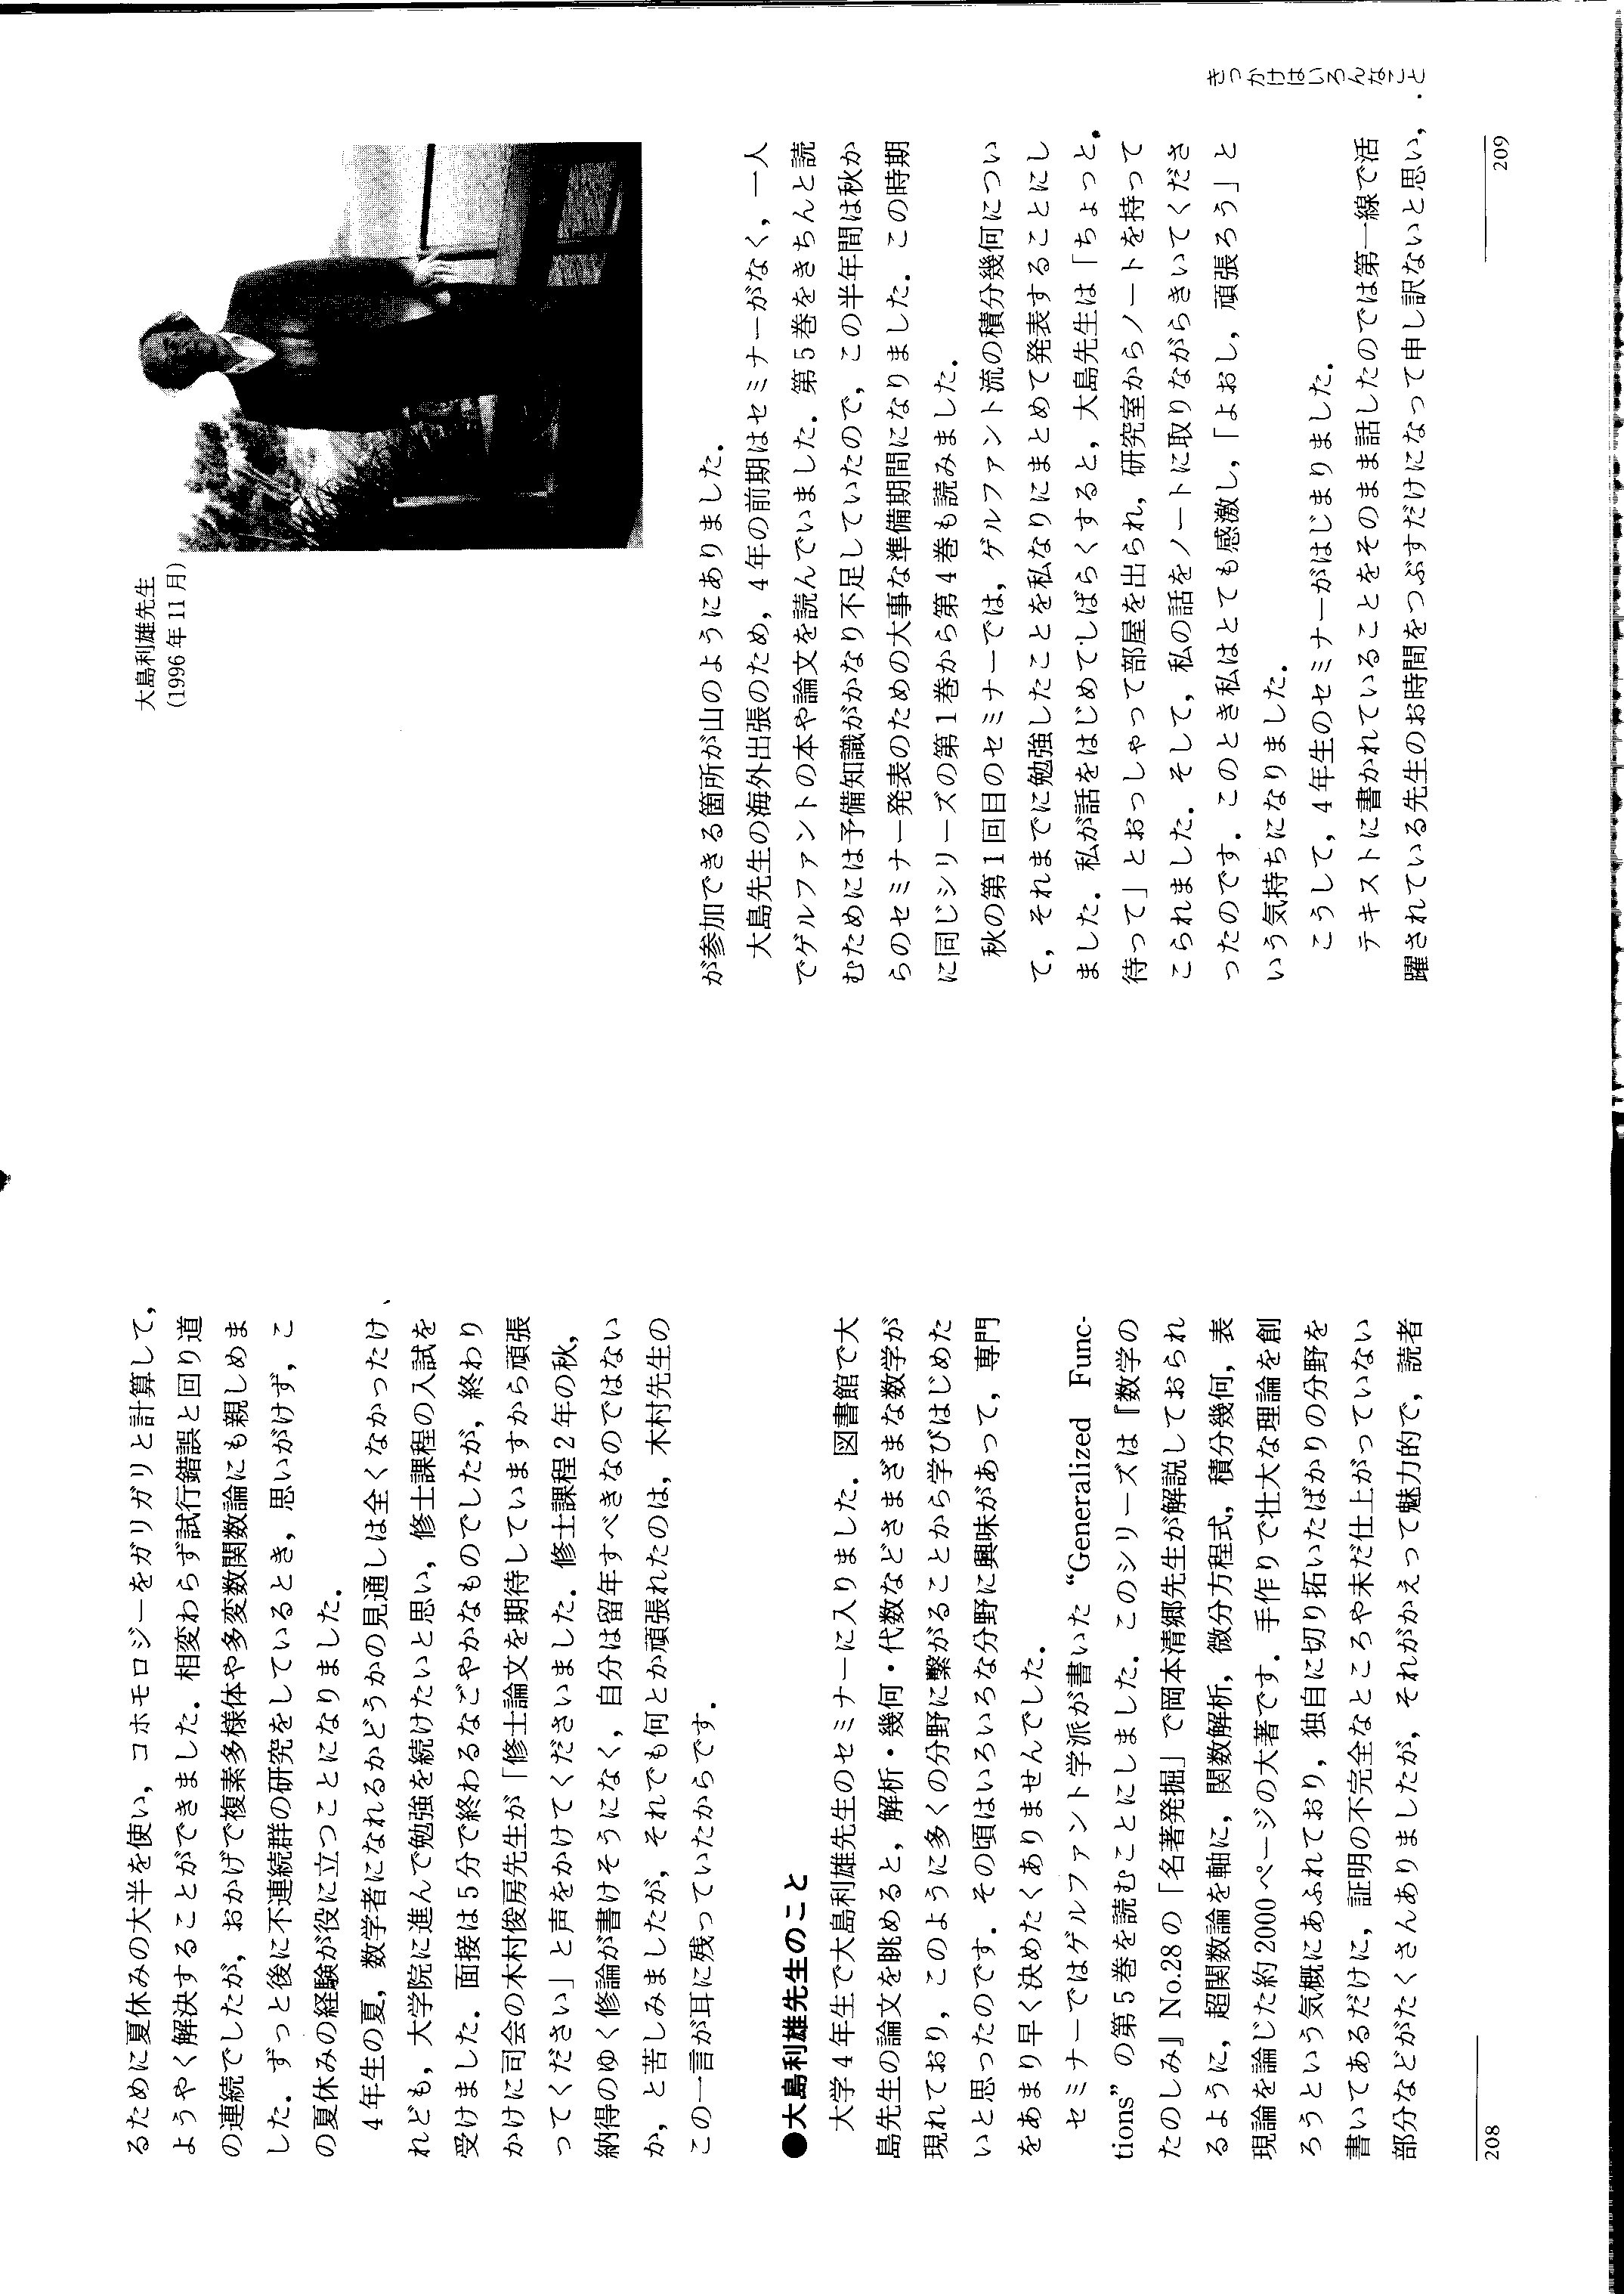 るために夏休みの大半を使い，コホモロジーをガリガリと計算して，
ようやく解決することができました．相変わらず試行錯誤と回り道
の連続でしたが，おかげで複素多様体や多変数関数論にも親しめま
した．ずっと後に不連続群の研究をしているとき，思いがけず，こ
の夏休みの経験が役に立つことになりました．
4年生の夏，数学者になれるかどうかの見通しは全くなかったけ
れども，大学院に進んで勉強を続けたいと思い，修士課程の入試を
受けました．面接は5分で終わるなごやかなものでしたが，終わり
かけに司会の木村俊房先生が「修士論文を期待していますから頑張
ってください」と声をかけてくださいました．修士課程2年の秋，
納得のゆく修論が書けそうになく，自分は留年すべきなのではない
か，と苦しみましたが，それでも何とか頑張れたのは，木村先生の
この一言が耳に残っていたからです．
●大島利雄先生のこと
大学4年生で大島利雄先生のセミナーに入りました．図書館で大
島先生の論文を眺めると，解析・幾何・代数などさまざまな数学が
現れており，このように多くの分野に繋がることから学びはじめた
いと思ったのです．その頃はいろいろな分野に興味があって，専門
をあまり早く決めたくありませんでした．
セミナーではゲルファント学派が書いた “Generalized Func-
tions” の第5巻を読むことにしました．このシリーズは『数学の
たのしみ』No.28の「名著発掘」で岡本清郷先生が解説しておられ
るように，超関数論を軸に，関数解析，微分方程式，積分幾何，表
現論を論じた約2000ページの大著です．手作りで壮大な理論を創
ろうという気概にあふれており，独自に切り拓いたばかりの分野を
書いてあるだけに，証明の不完全なところや未だ仕上がっていない
部分などがたくさんありましたが，それがかえって魅力的で，読者
208
大島利雄先生
(1996年11月)
が参加できる箇所が山のようにありました．
大島先生の海外出張のため，4年の前期はセミナーがなく，一人
でゲルファントの本や論文を読んでいました．第5巻をきちんと読
むためには予備知識がかなり不足していたので，この半年間は秋か
らのセミナー発表のための大事な準備期間になりました．この時期
に同じシリーズの第1巻から第4巻も読みました．
秋の第1回目のセミナーでは，ゲルファント流の積分幾何につい
て，それまでに勉強したことを私なりにまとめて発表することにし
ました．私が話をはじめてしばらくすると，大島先生は「ちょっと，
待って」とおっしゃって部屋を出られ，研究室からノートを持って
こられました．そして，私の話をノートに取りながらきいてくださ
ったのです．このとき私はとても感激し，「よおし，頑張ろう」と
いう気持ちになりました．
こうして，4年生のセミナーがはじまりました．
テキストに書かれていることをそのまま話したのでは第一線で活
躍されている先生のお時間をつぶすだけになって申し訳ないと思い，
きっかけはいろんなこと
209